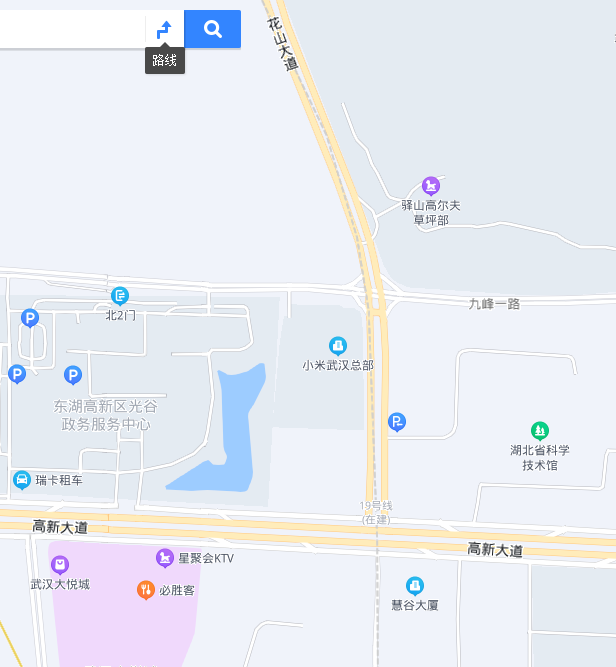 路线
花山大道
驿山高尔夫
草坪部
九峰一路
北2门
P
小米武汉总部
P
P
东湖高新区光谷
政务服务中心
P
湖北省科学
技术馆
瑞卡租车
19号线
(在建)
高新大道
高新大道
星聚会KTV
武汉大悦城
必胜客
慧谷大厦